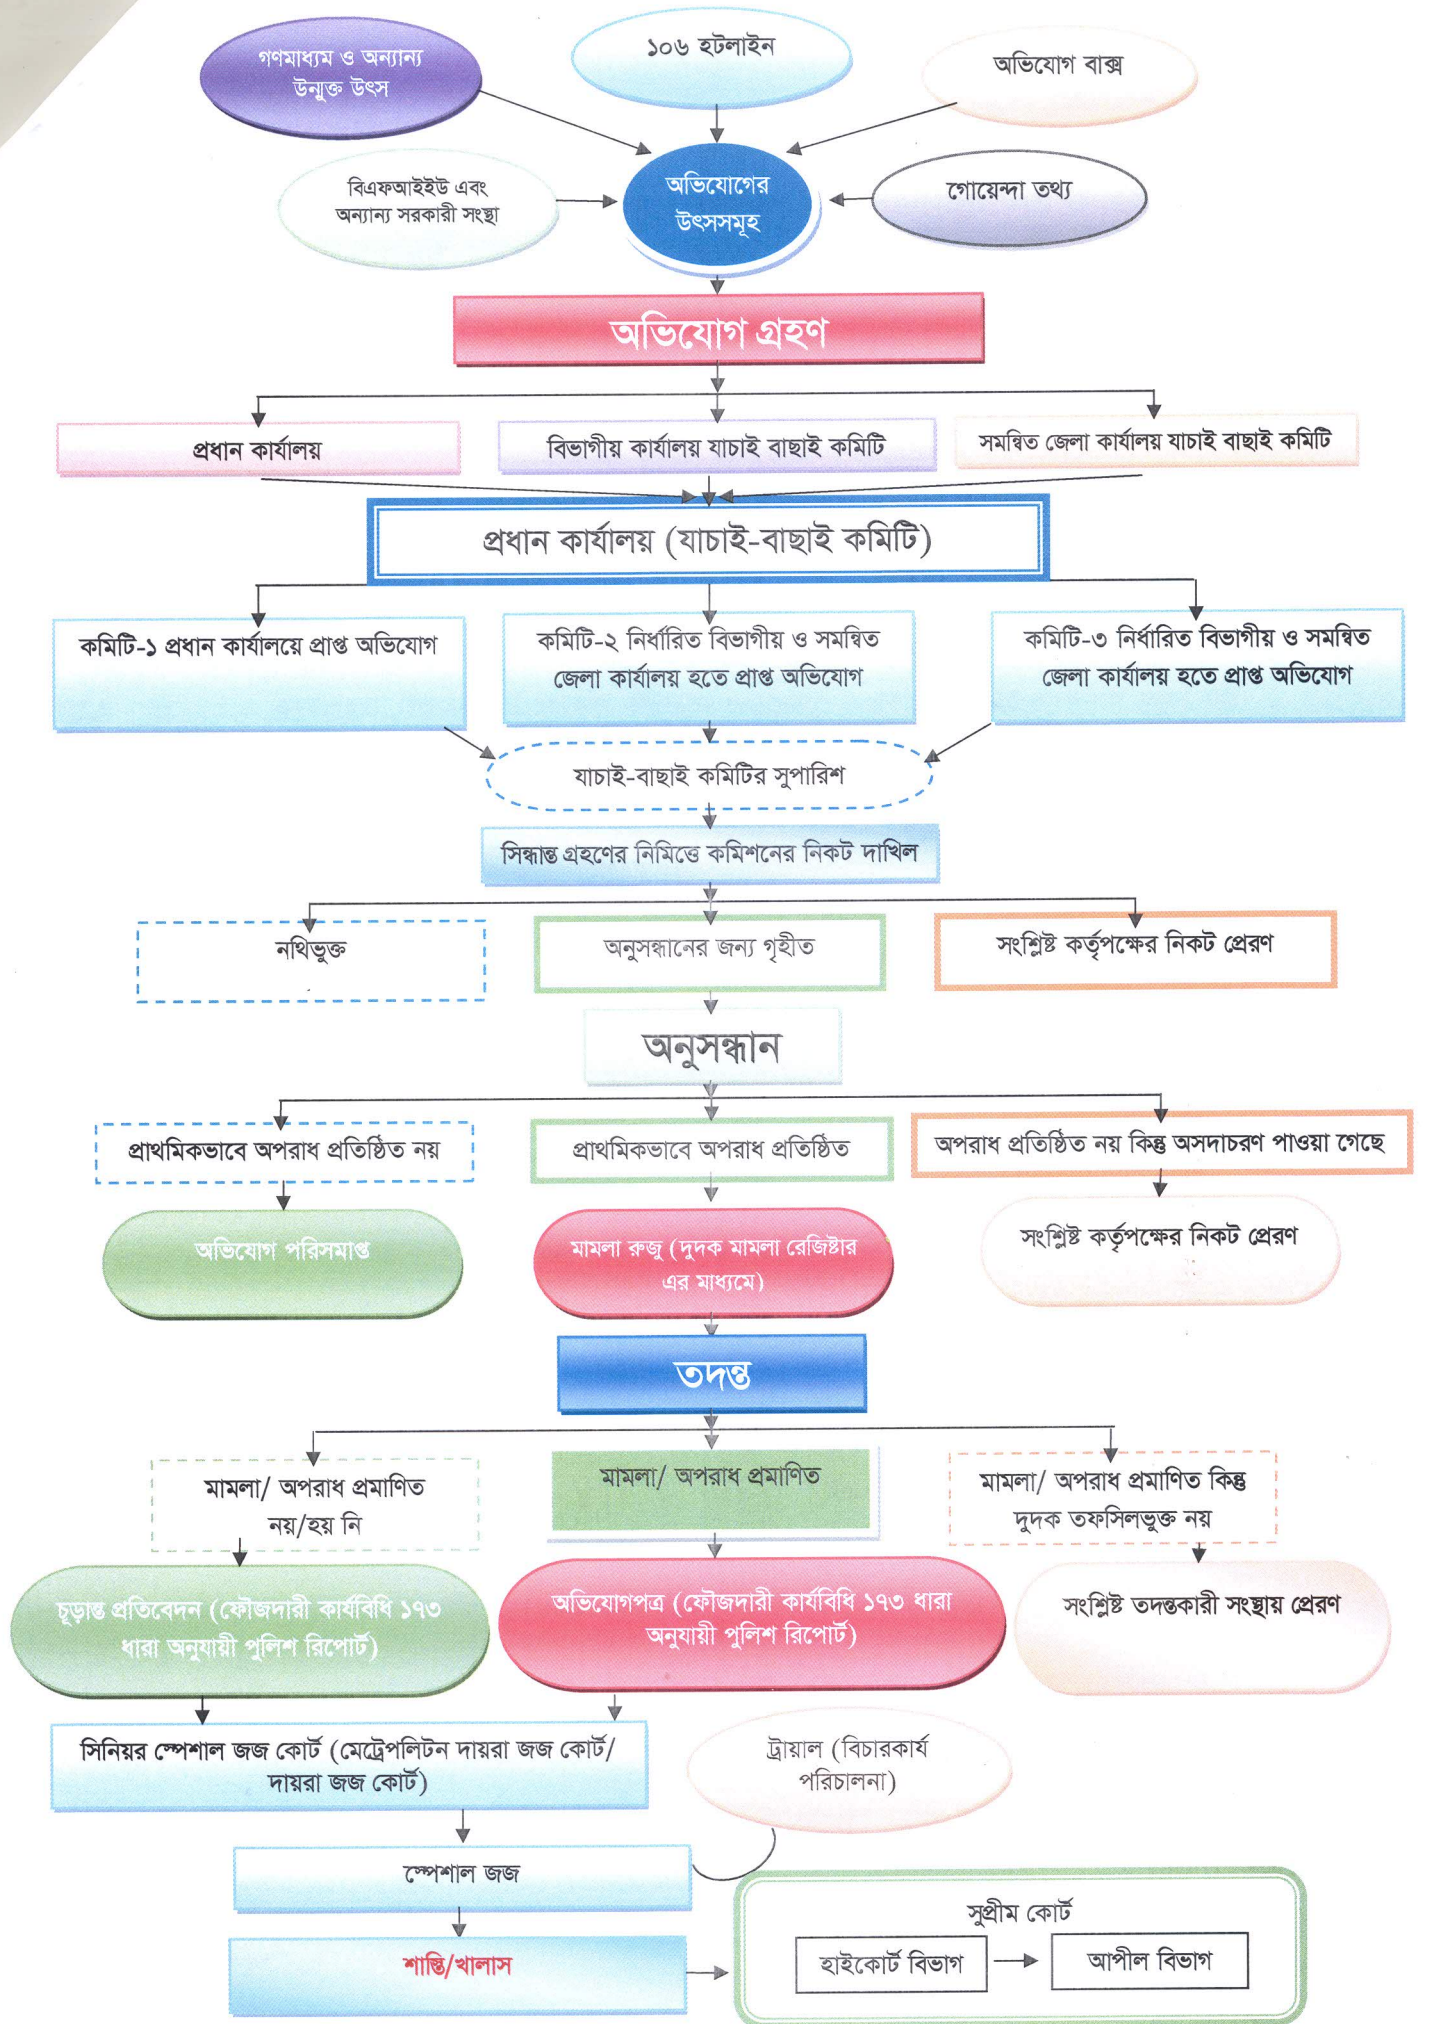 গণমাধ্যম ও অন্যান্য
উন্মুক্ত উৎস
১০৬ হটলাইন
অভিযোগ বাক্স
বিএফআইইউ এবং
অন্যান্য সরকারী সংস্থা
অভিযোগের
উৎসসমূহ
গোয়েন্দা তথ্য
অভিযোগ গ্রহণ
প্রধান কার্যালয়
বিভাগীয় কার্যালয় যাচাই বাছাই কমিটি
সমন্বিত জেলা কার্যালয় যাচাই বাছাই কমিটি
প্রধান কার্যালয় (যাচাই-বাছাই কমিটি)
কমিটি-১ প্রধান কার্যালয়ে প্রাপ্ত অভিযোগ
কমিটি-২ নির্ধারিত বিভাগীয় ও সমন্বিত
জেলা কার্যালয় হতে প্রাপ্ত অভিযোগ
কমিটি-৩ নির্ধারিত বিভাগীয় ও সমন্বিত
জেলা কার্যালয় হতে প্রাপ্ত অভিযোগ
যাচাই-বাছাই কমিটির সুপারিশ
সিন্ধান্ত গ্রহণের নিমিত্তে কমিশনের নিকট দাখিল
নথিভুক্ত
অনুসন্ধানের জন্য গৃহীত
সংশ্লিষ্ট কর্তৃপক্ষের নিকট প্রেরণ
অনুসন্ধান
প্রাথমিকভাবে অপরাধ প্রতিষ্ঠিত নয়
প্রাথমিকভাবে অপরাধ প্রতিষ্ঠিত
অপরাধ প্রতিষ্ঠিত নয় কিন্তু অসদাচরণ পাওয়া গেছে
অভিযোগ পরিসমাপ্ত
মামলা রুজু (দুদক মামলা রেজিষ্টার
এর মাধ্যমে)
সংশ্লিষ্ট কর্তৃপক্ষের নিকট প্রেরণ
তদন্ত
মামলা/ অপরাধ প্রমাণিত
নয়/হয় নি
মামলা/ অপরাধ প্রমাণিত
মামলা/ অপরাধ প্রমাণিত কিন্তু
দুদক তফসিলভুক্ত নয়
চূড়ান্ত প্রতিবেদন (ফৌজদারী কার্যবিধি ১৭৩
ধারা অনুযায়ী পুলিশ রিপোর্ট)
অভিযোগপত্র (ফৌজদারী কার্যবিধি ১৭৩ ধারা
অনুযায়ী পুলিশ রিপোর্ট)
সংশ্লিষ্ট তদন্তকারী সংস্থায় প্রেরণ
সিনিয়র স্পেশাল জজ কোর্ট (মেট্রেপলিটন দায়রা জজ কোর্ট/
দায়রা জজ কোর্ট)
ট্রায়াল (বিচারকার্য
পরিচালনা)
স্পেশাল জজ
শাস্তি/খালাস
সুপ্রীম কোর্ট
হাইকোর্ট বিভাগ
আপীল বিভাগ